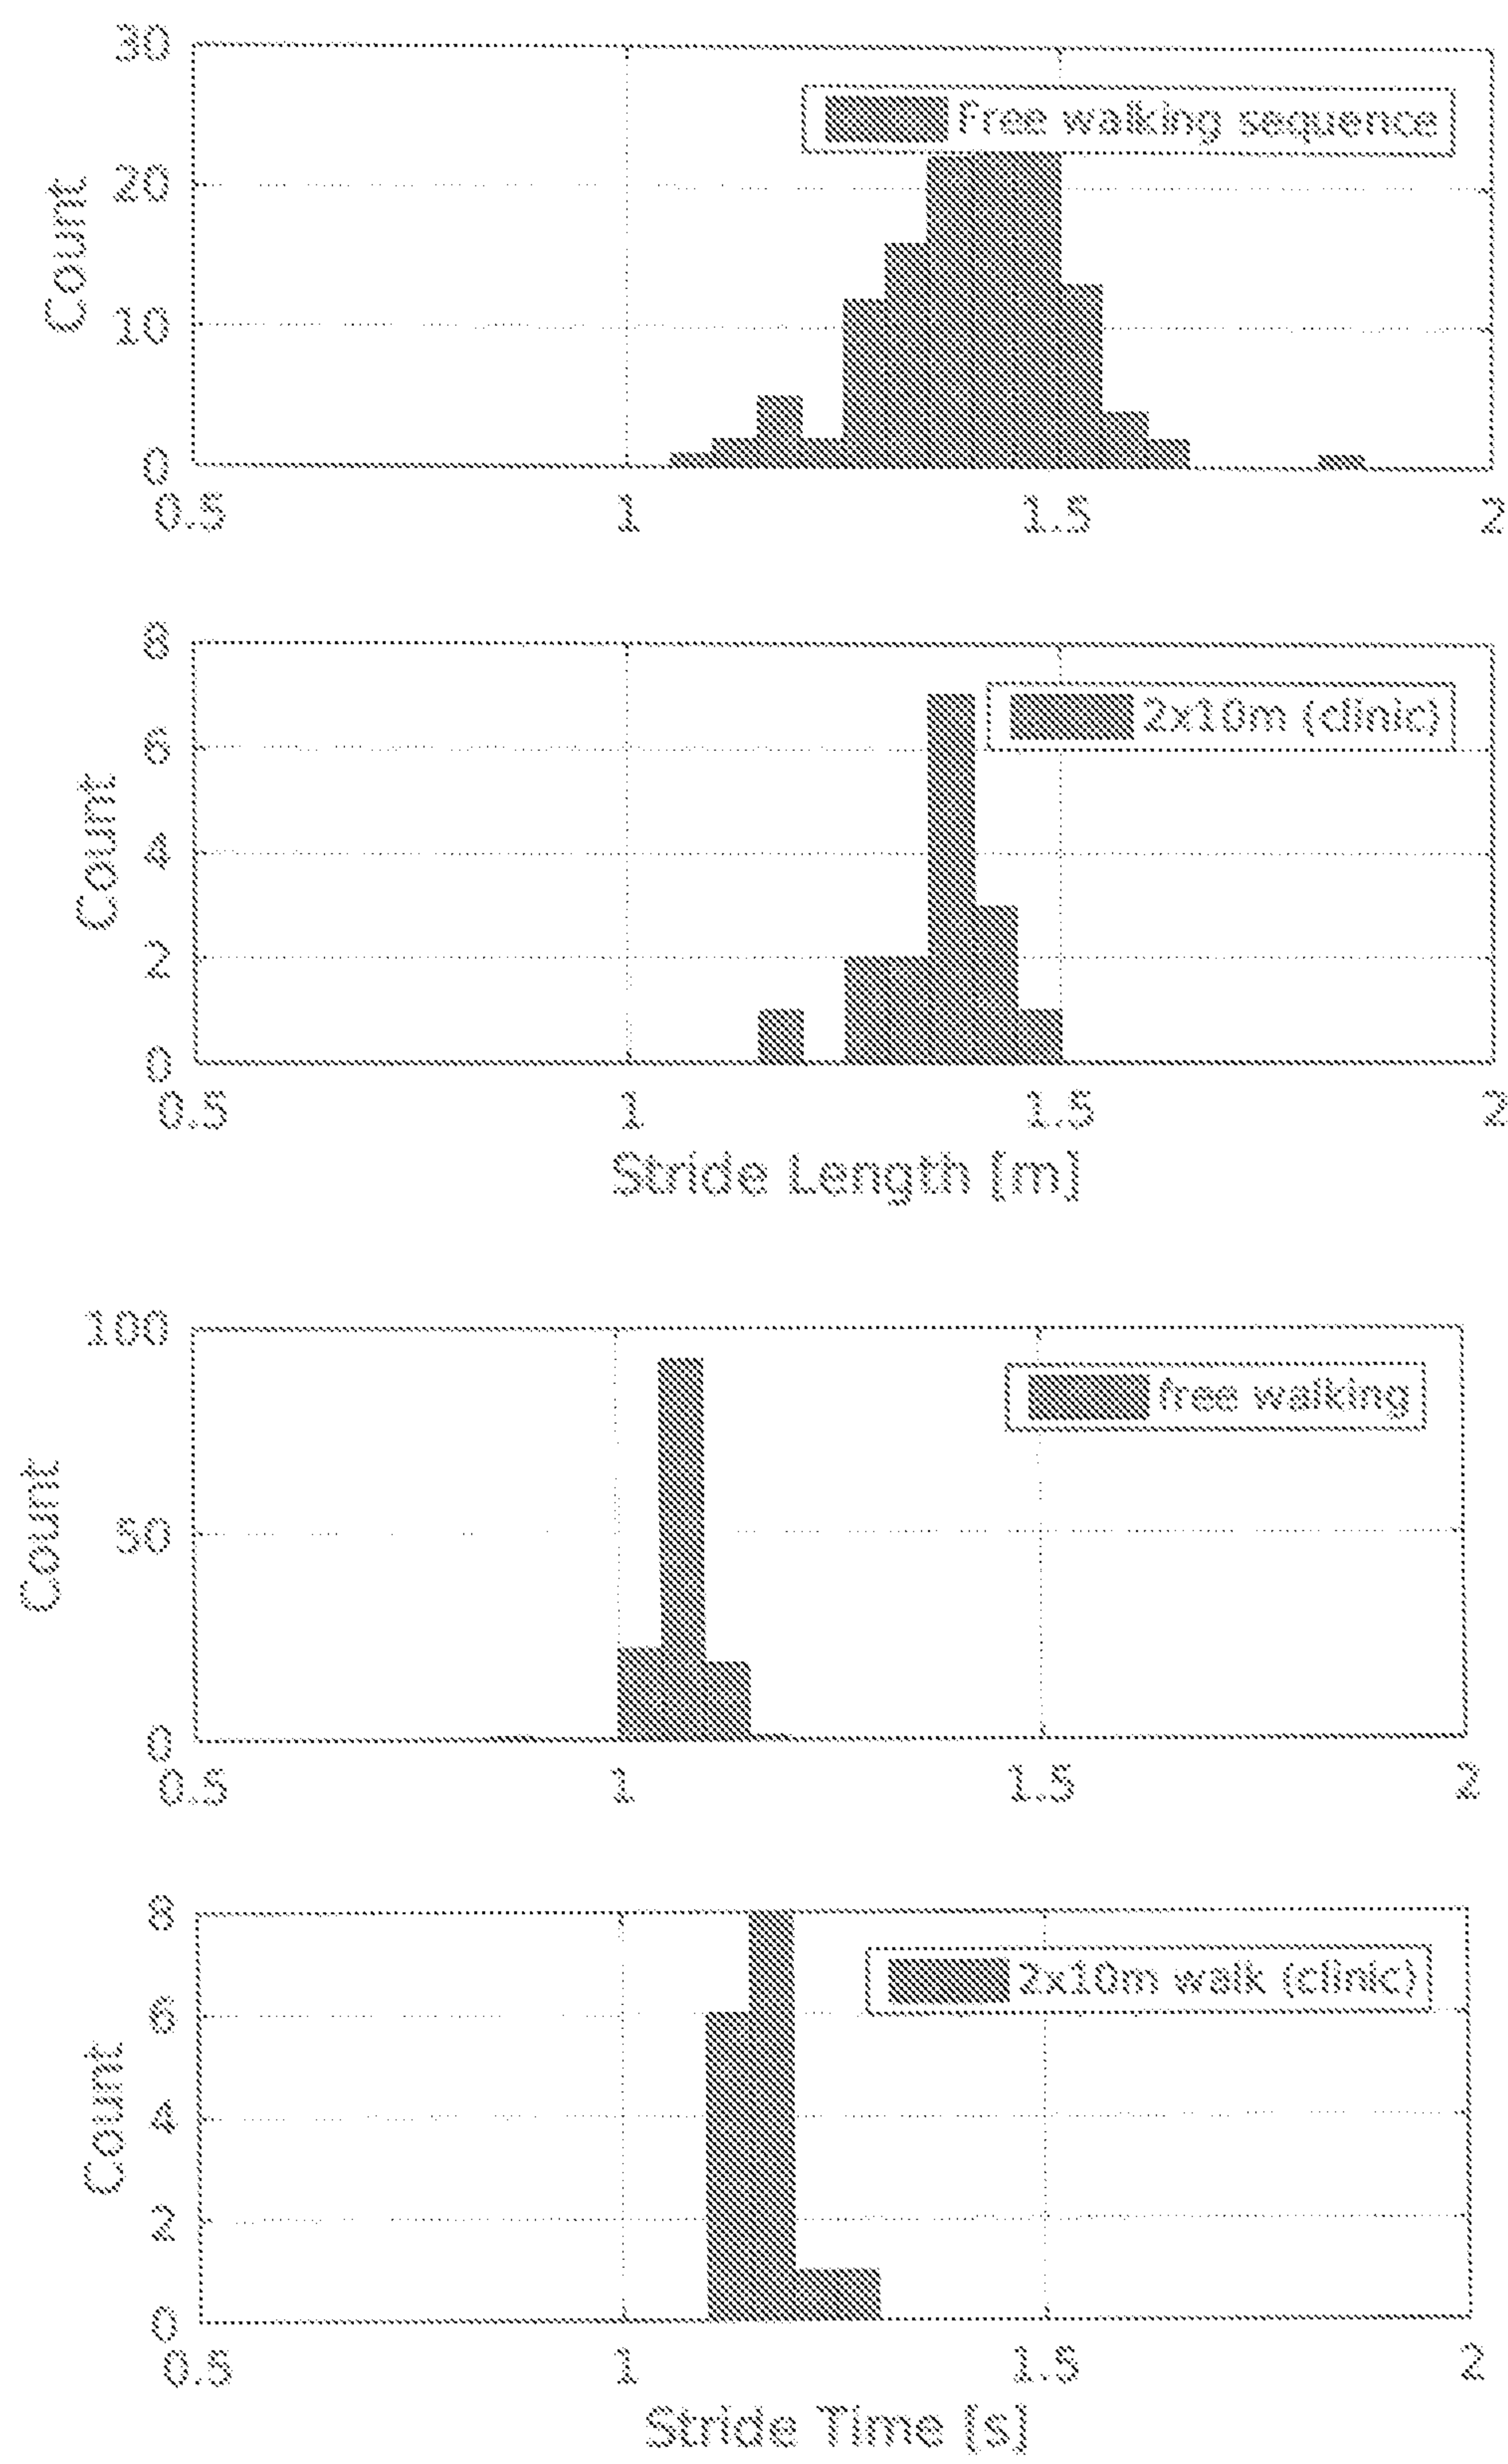 30
Free walking sequence
20
Count
10
0
0.5 1 1.5 2
8
2x10m (clinic)
6
Count
4
2
0
0.5 1 1.5 2
Stride Length [m]
100
free walking
Count
50
0
0.5 1 1.5 2
8
2x10m walk (clinic)
6
Count
4
2
0
0.5 1 1.5 2
Stride Time [s]